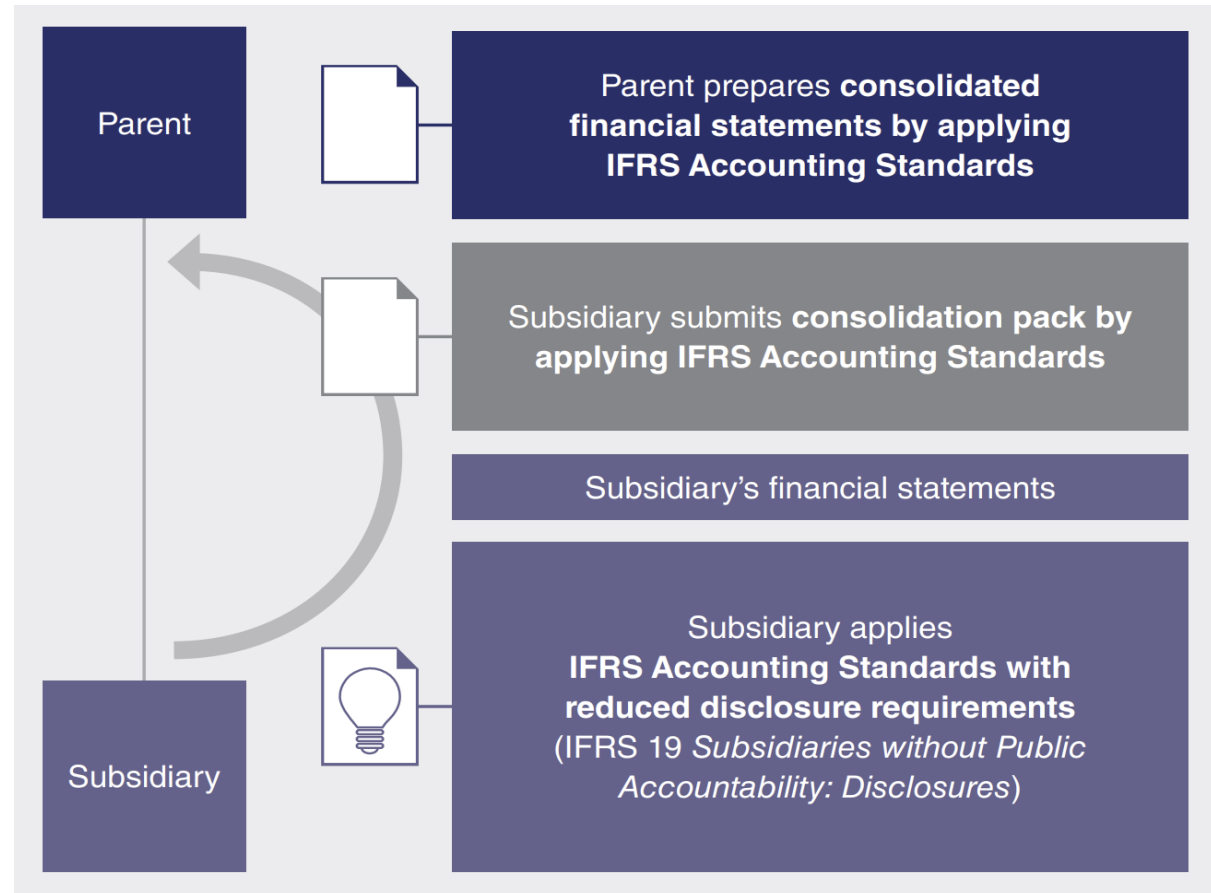 Parent
Parent prepares consolidated
financial statements by applying
IFRS Accounting Standards
Subsidiary submits consolidation pack by
applying IFRS Accounting Standards
Subsidiary’s financial statements
Subsidiary applies
IFRS Accounting Standards with
reduced disclosure requirements
(IFRS 19 Subsidiaries without Public
Accountability: Disclosures)
Subsidiary